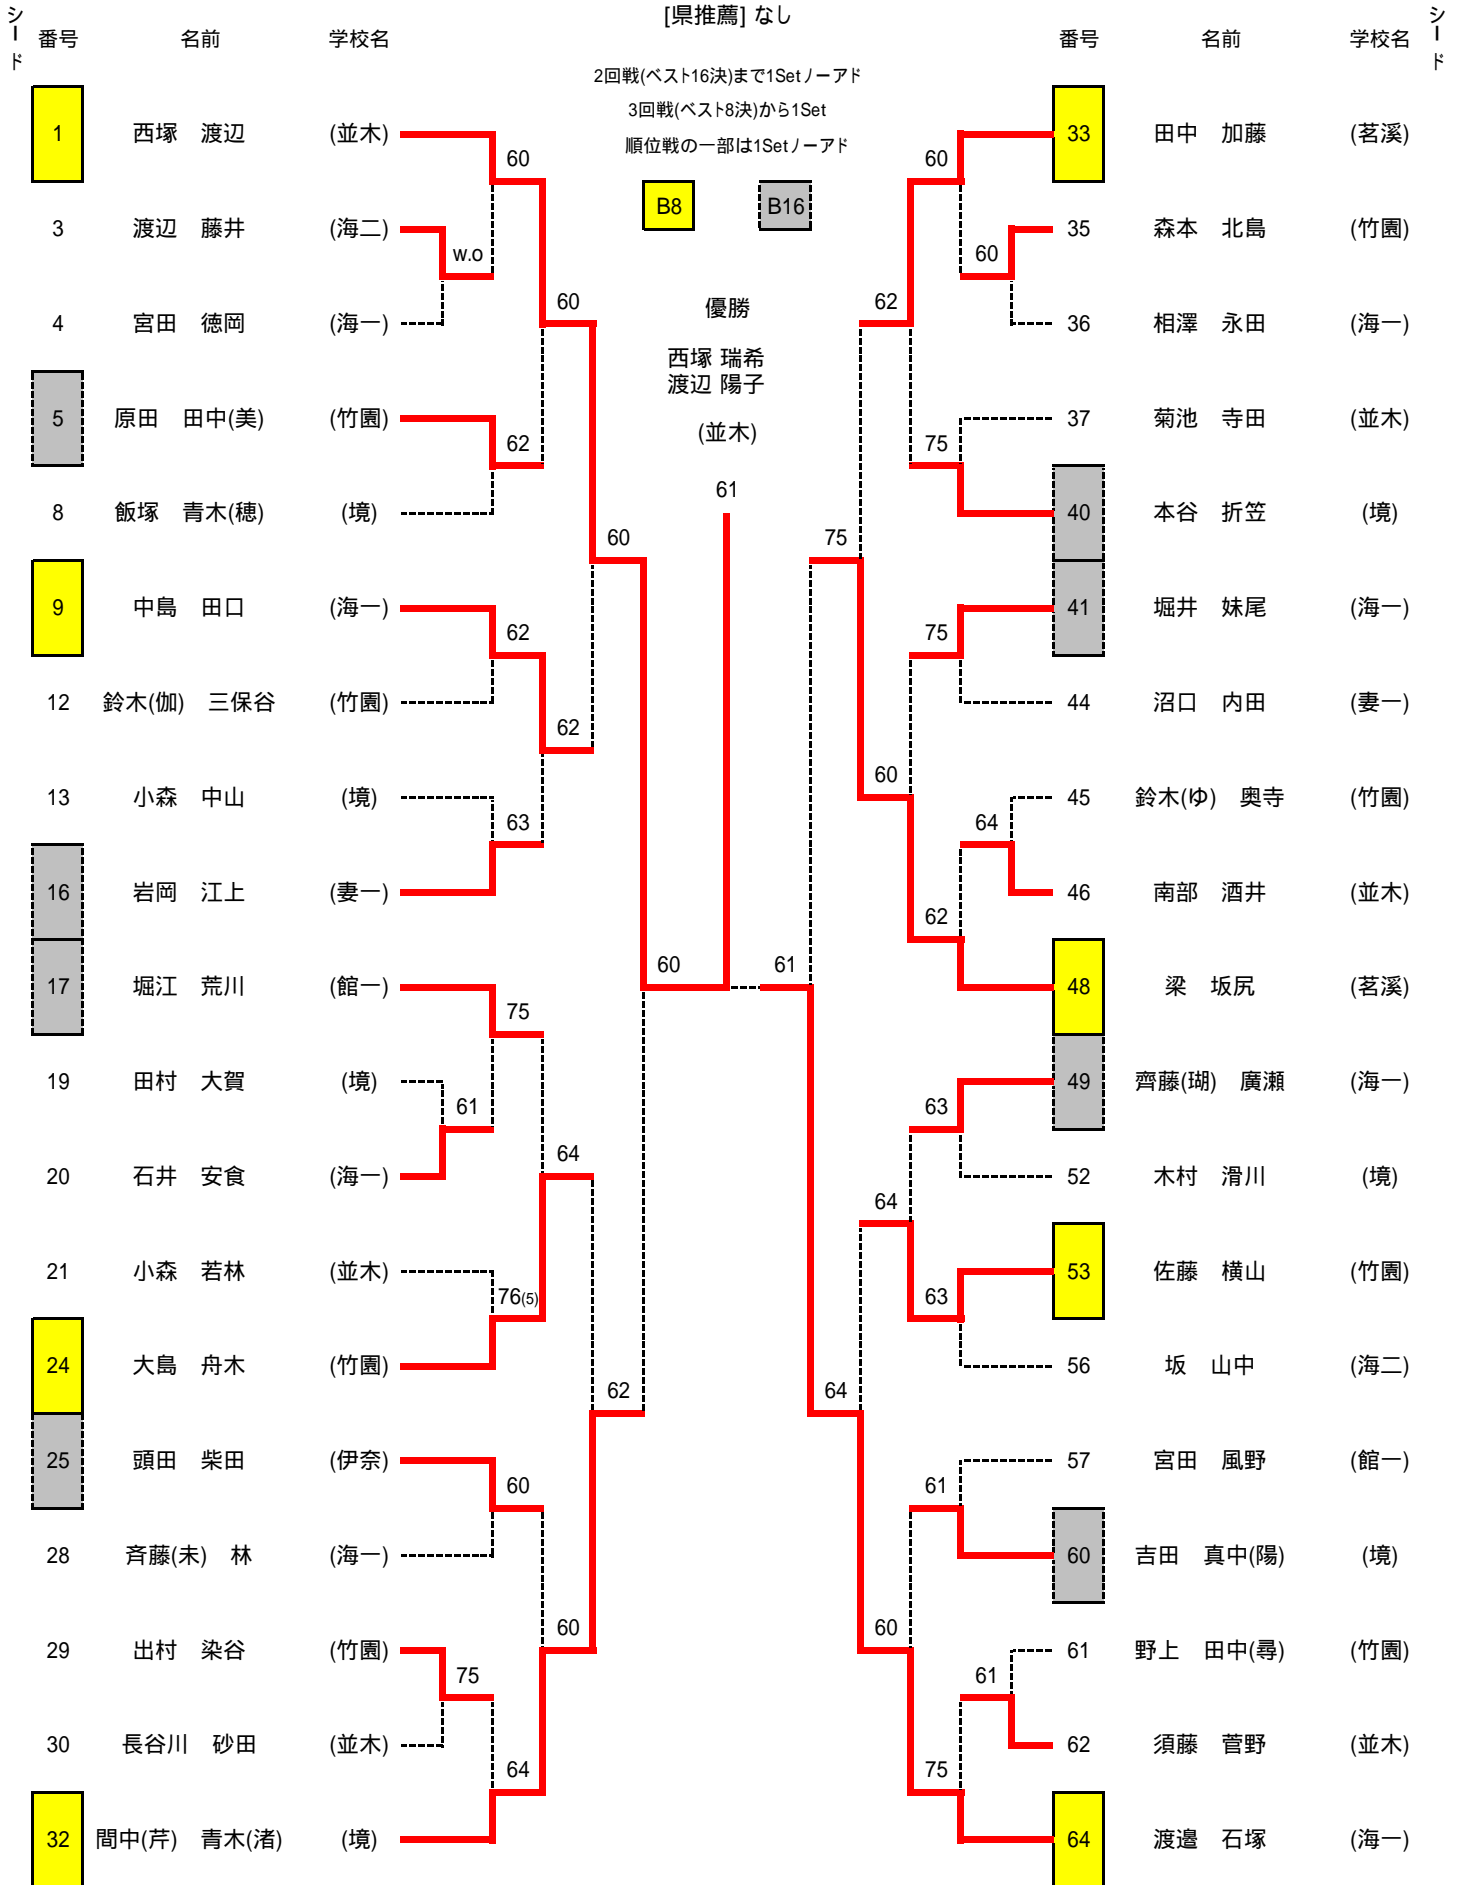 [県推薦] なし
シード 番号 名前 学校名 番号 名前 学校名 シード
2回戦(ベスト16決)まで1Setノーアド
3回戦(ベスト8決)から1Set
順位戦の一部は1Setノーアド
B8 B16
優勝
西塚 瑞希
渡辺 陽子
(並木)
61
1 西塚 渡辺 (並木)
3 渡辺 藤井 (海二)
4 宮田 徳岡 (海一)
5 原田 田中(美) (竹園)
8 飯塚 青木(穂) (境)
9 中島 田口 (海一)
12 鈴木(伽) 三保谷 (竹園)
13 小森 中山 (境)
16 岩岡 江上 (妻一)
17 堀江 荒川 (館一)
19 田村 大賀 (境)
20 石井 安食 (海一)
21 小森 若林 (並木)
24 大島 舟木 (竹園)
25 頭田 柴田 (伊奈)
28 斉藤(未) 林 (海一)
29 出村 染谷 (竹園)
30 長谷川 砂田 (並木)
32 間中(芹) 青木(渚) (境)
w.o
61
75
60
62
62
63
75
76(5)
60
64
60
62
64
60
60
62
60
61
75
64
62
60
64
60
60
75
75
62
63
63
61
75
60
64
61
33 田中 加藤 (茗溪)
35 森本 北島 (竹園)
36 相澤 永田 (海一)
37 菊池 寺田 (並木)
40 本谷 折笠 (境)
41 堀井 妹尾 (海一)
44 沼口 内田 (妻一)
45 鈴木(ゆ) 奥寺 (竹園)
46 南部 酒井 (並木)
48 梁 坂尻 (茗溪)
49 齊藤(瑚) 廣瀬 (海一)
52 木村 滑川 (境)
53 佐藤 横山 (竹園)
56 坂 山中 (海二)
57 宮田 風野 (館一)
60 吉田 真中(陽) (境)
61 野上 田中(尋) (竹園)
62 須藤 菅野 (並木)
64 渡邉 石塚 (海一)